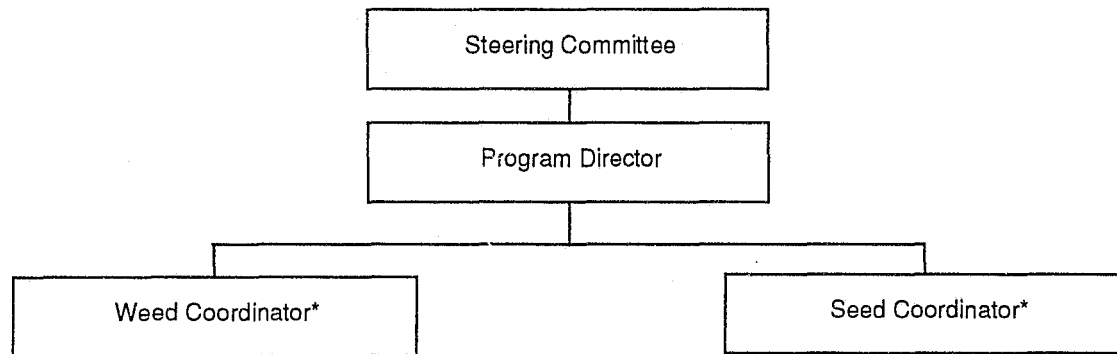 Steering Committee
Program Director
Weed Coordinator*
Seed Coordinator*